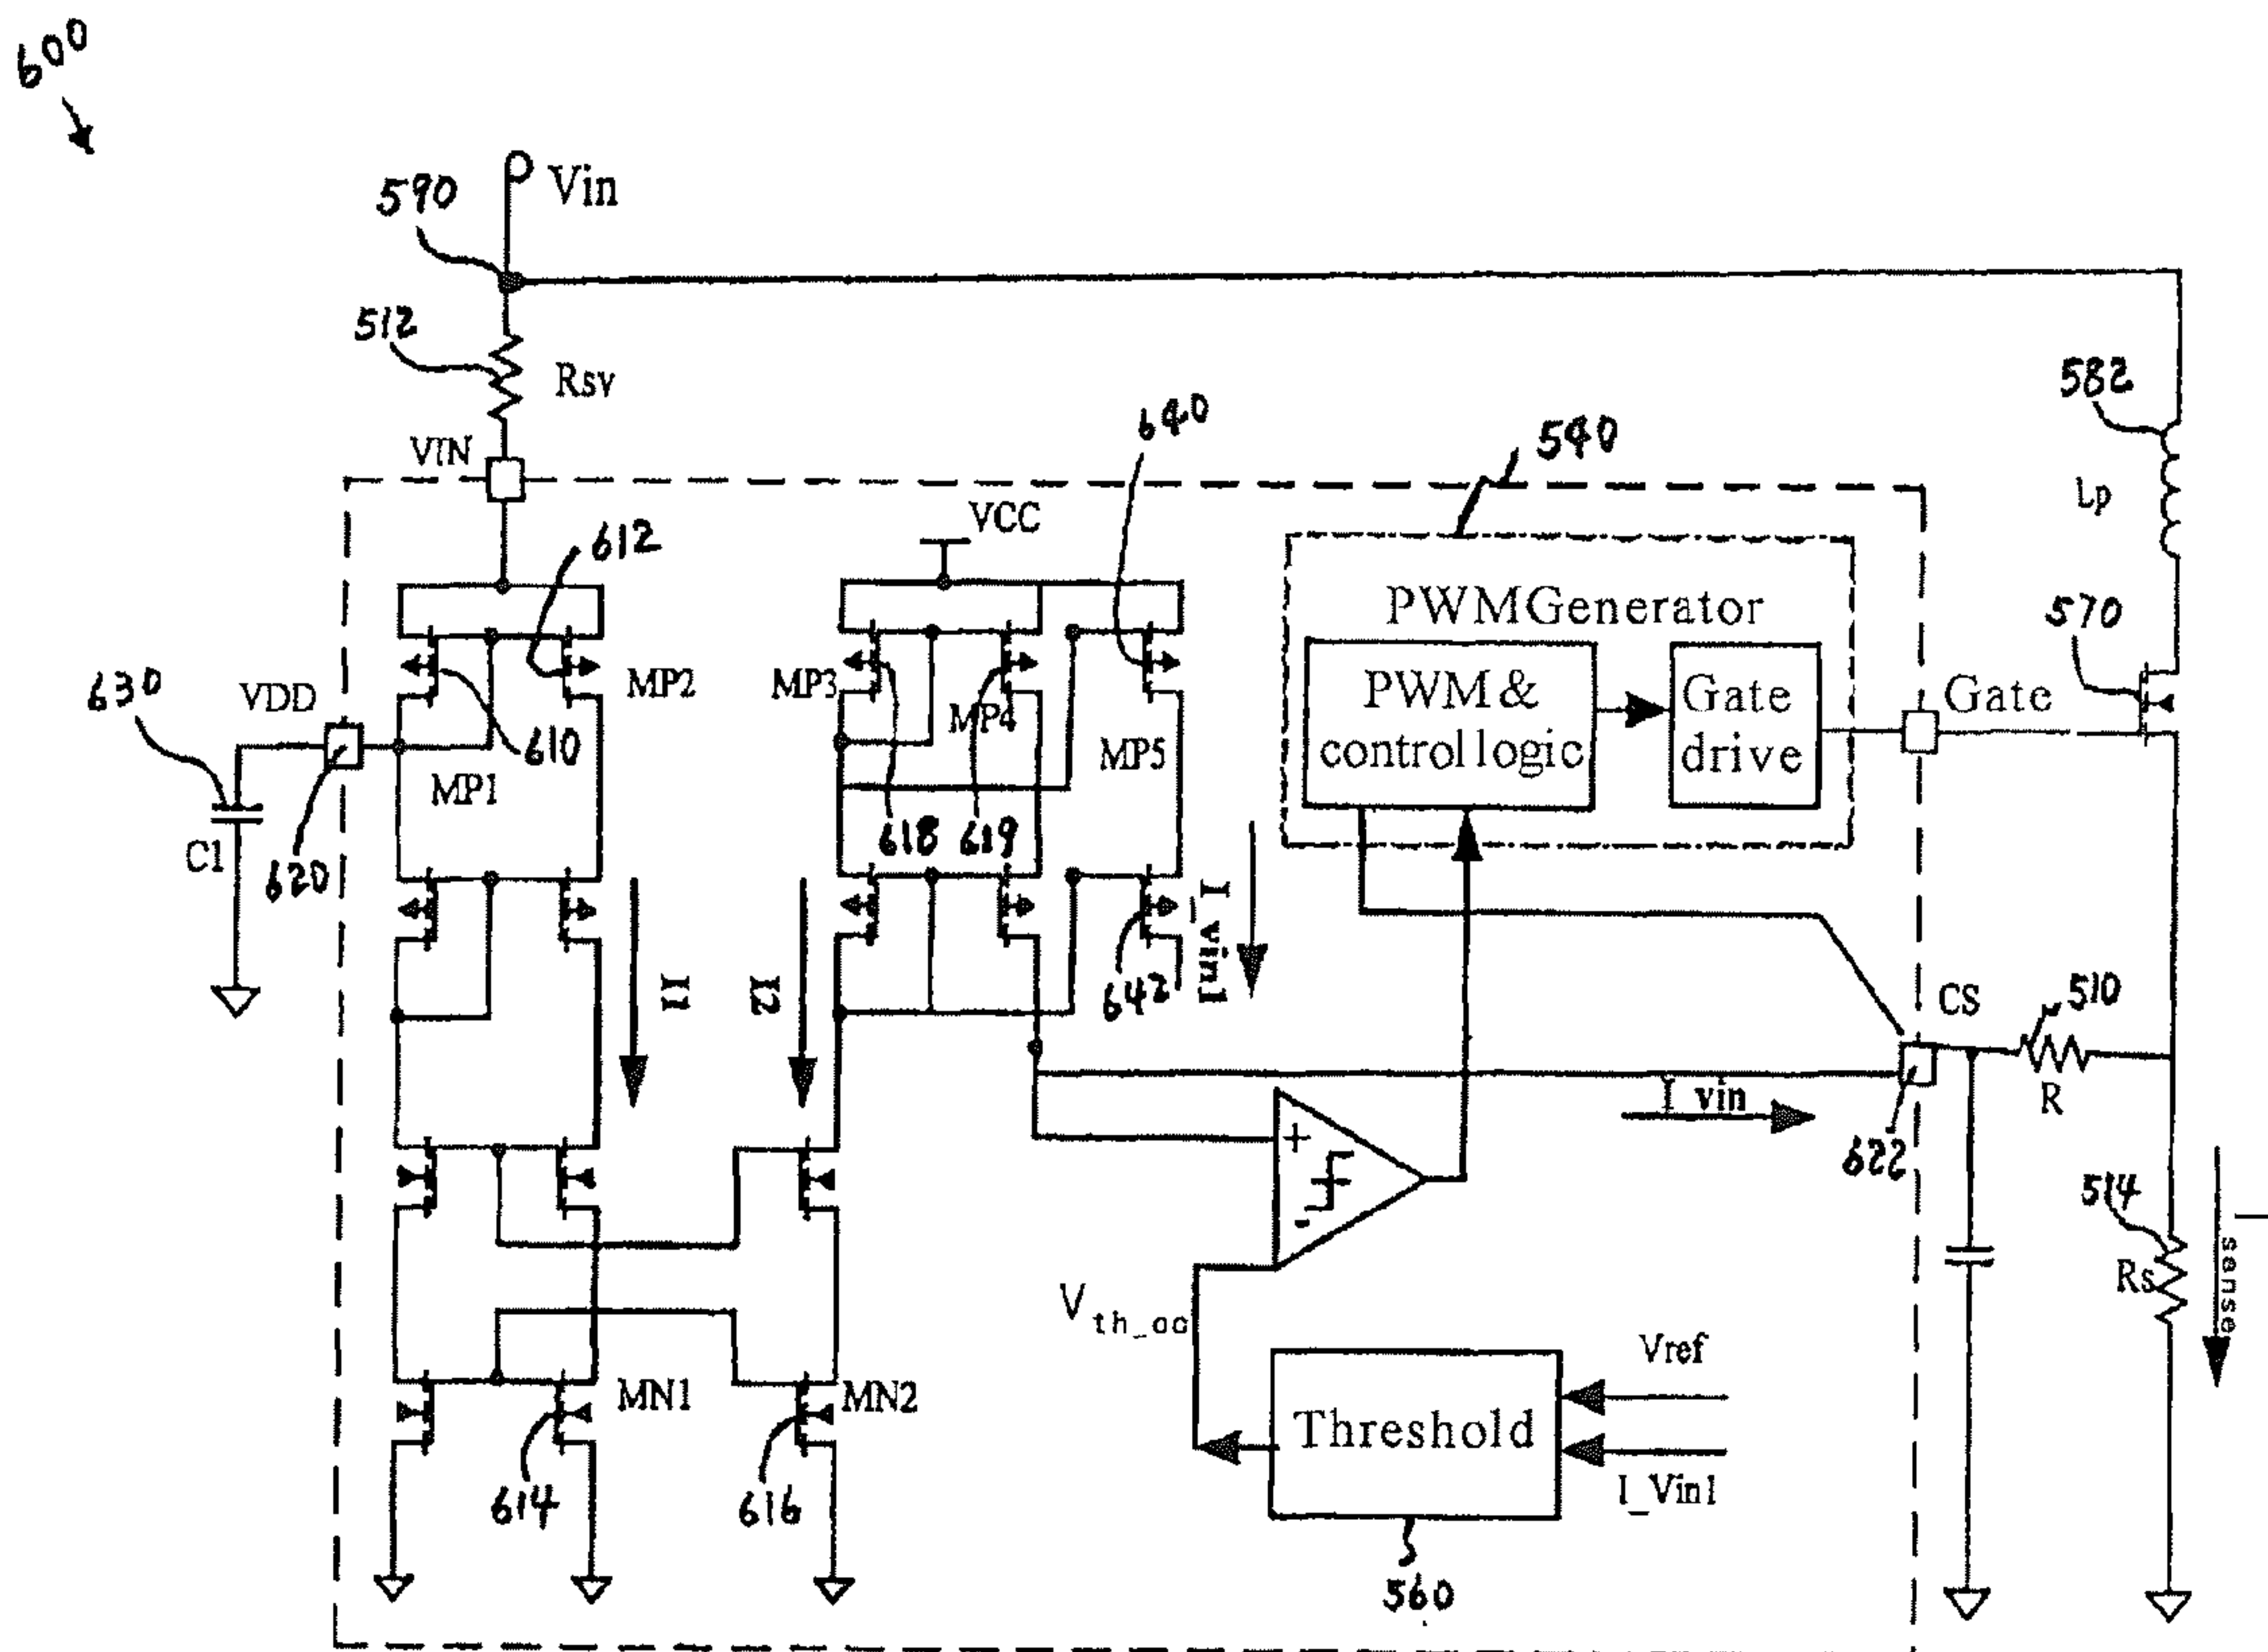 600
590
Vin
512
Rsv
VIN
582
Lp
640
540
VCC
612
PWMGenerator
570
630
VDD
MP2
MP3
MP4
PWM &
control logic
Gate
drive
Gate
610
MP1
MP5
C1
620
618
619
I_vin1
I1
I2
642
CS
510
R
I_vin
622
+
-
514
Rs
I
sense
Vth_oc
Vref
MN1
MN2
Threshold
I_Vin1
614
616
560